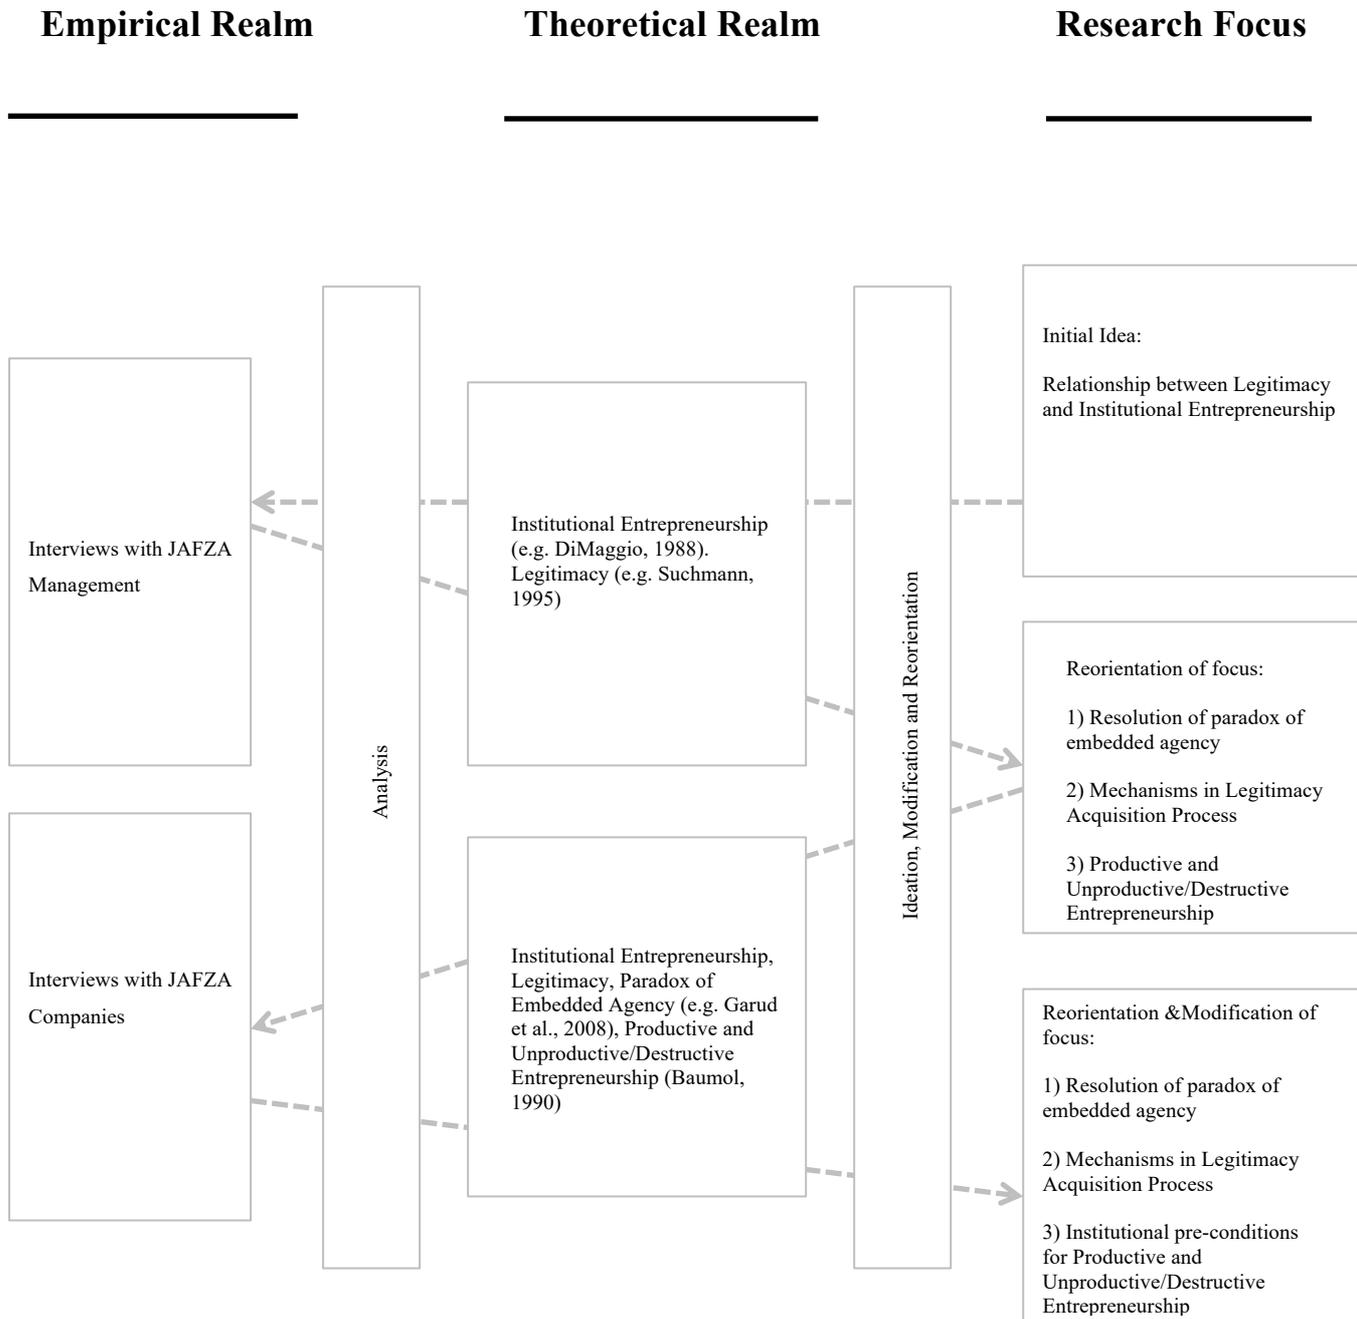 Empirical Realm
Theoretical Realm
Research Focus
Interviews with JAFZA
Management
Interviews with JAFZA
Companies
Analysis
Institutional Entrepreneurship
(e.g. DiMaggio, 1988).
Legitimacy (e.g. Suchmann,
1995)
Institutional Entrepreneurship,
Legitimacy, Paradox of
Embedded Agency (e.g. Garud
et al., 2008), Productive and
Unproductive/Destructive
Entrepreneurship (Baumol,
1990)
Ideation, Modification and Reorientation
Initial Idea:
Relationship between Legitimacy
and Institutional Entrepreneurship
Reorientation of focus:
1) Resolution of paradox of
embedded agency
2) Mechanisms in Legitimacy
Acquisition Process
3) Productive and
Unproductive/Destructive
Entrepreneurship
Reorientation &Modification of
focus:
1) Resolution of paradox of
embedded agency
2) Mechanisms in Legitimacy
Acquisition Process
3) Institutional pre-conditions
for Productive and
Unproductive/Destructive
Entrepreneurship